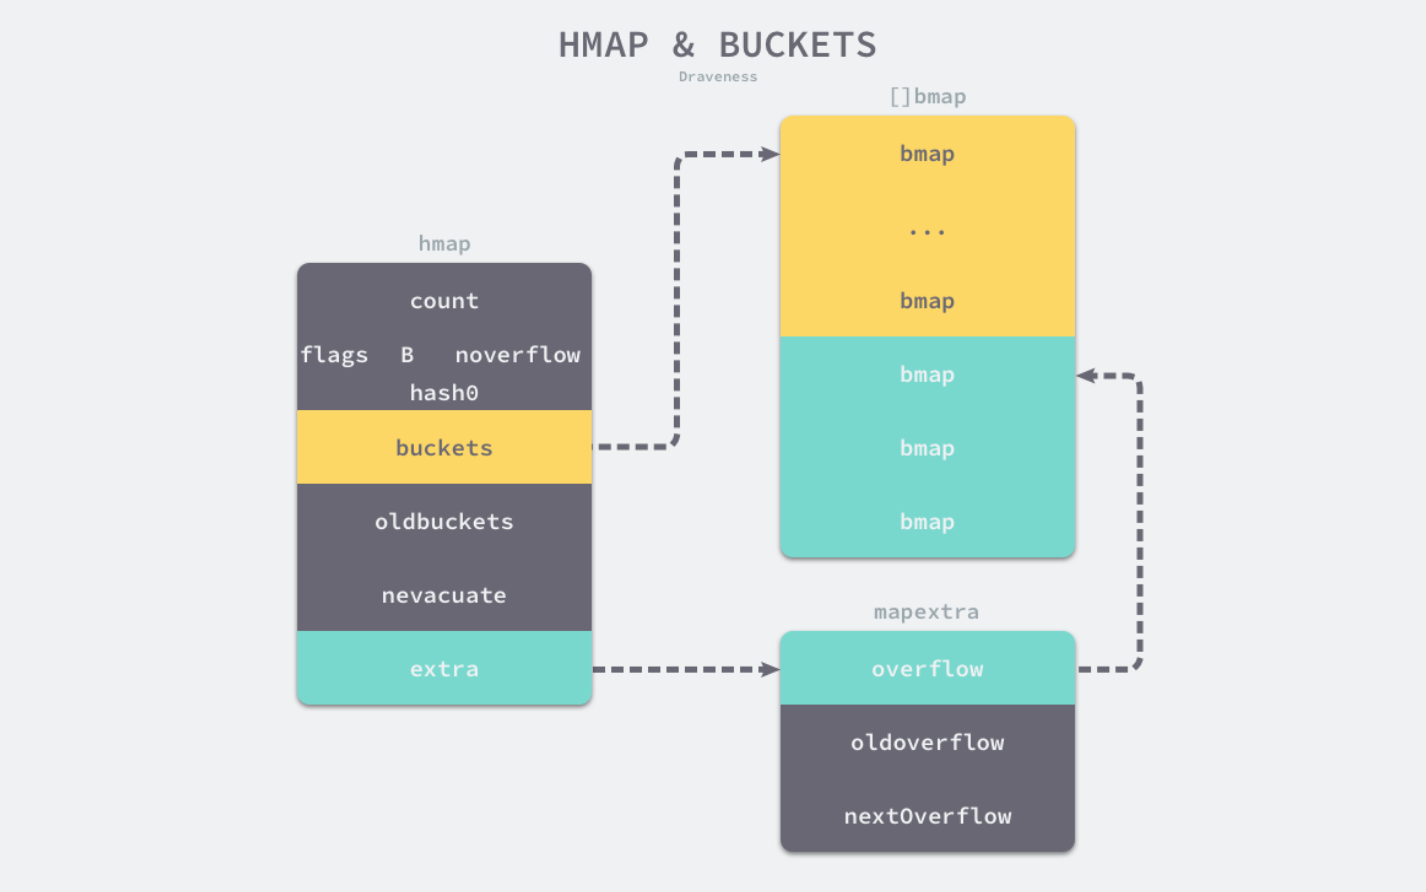 HMAP & BUCKETS
Draveness
[]bmap
bmap
...
bmap
bmap
bmap
bmap
hmap
count
flags B noverflow
hash0
buckets
oldbuckets
nevacuate
extra
mapextra
overflow
oldoverflow
nextOverflow